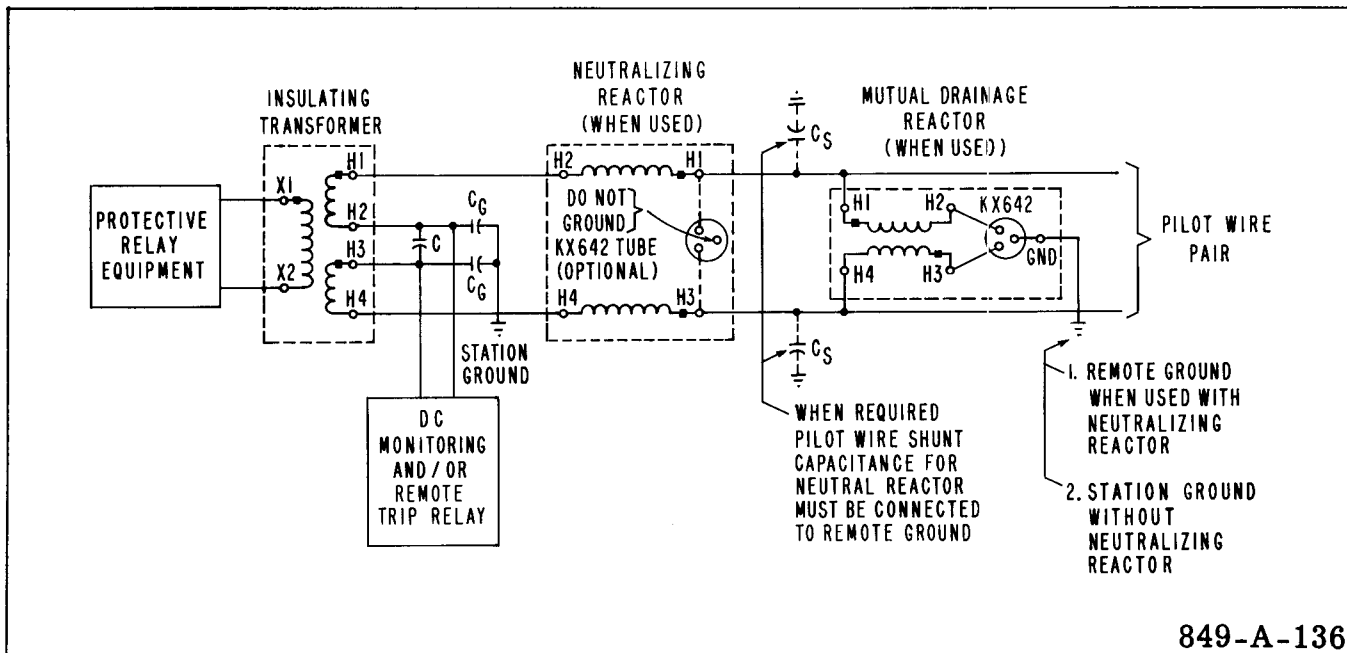 INSULATING
TRANSFORMER
NEUTRALIZING
REACTOR
(WHEN USED)
MUTUAL DRAINAGE
REACTOR
(WHEN USED)
PROTECTIVE
RELAY
EQUIPMENT
X1
X2
H1
H2
H3
H4
C
CG
CG
STATION
GROUND
DC
MONITORING
AND/OR
REMOTE
TRIP RELAY
H2
H1
DO NOT
GROUND
KX642 TUBE
(OPTIONAL)
H4
H3
CS
CS
WHEN REQUIRED
PILOT WIRE SHUNT
CAPACITANCE FOR
NEUTRAL REACTOR
MUST BE CONNECTED
TO REMOTE GROUND
H1
H2
KX642
H4
H3
GND
PILOT WIRE
PAIR
1. REMOTE GROUND
WHEN USED WITH
NEUTRALIZING
REACTOR
2. STATION GROUND
WITHOUT
NEUTRALIZING
REACTOR
849-A-136